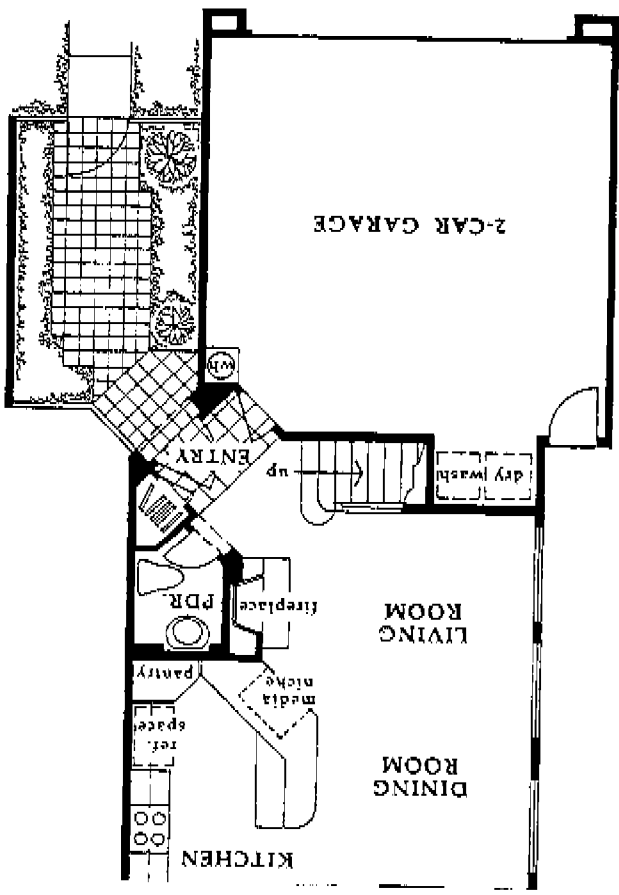 KITCHEN
DINING
ROOM
ref.
space
pantry
media
niche
LIVING
ROOM
fireplace
PDR.
dry
wash
up
ENTRY
wh
2-CAR GARAGE